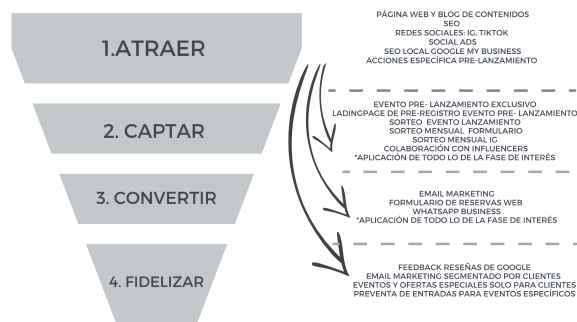 1.ATRAER
PÁGINA WEB Y BLOG DE CONTENIDOS
SEO
REDES SOCIALES: IG, TIKTOK
SOCIAL ADS
SEO LOCAL GOOGLE MY BUSINESS
ACCIONES ESPECÍFICA PRE-LANZAMIENTO
2. CAPTAR
EVENTO PRE- LANZAMIENTO EXCLUSIVO
LADINGPAGE DE PRE-REGISTRO EVENTO PRE- LANZAMIENTO
SORTEO EVENTO LANZAMIENTO
SORTEO MENSUAL FORMULARIO
SORTEO MENSUAL IG
COLABORACIÓN CON INFLUENCERS
*APLICACIÓN DE TODO LO DE LA FASE DE INTERÉS
3. CONVERTIR
EMAIL MARKETING
FORMULARIO DE RESERVAS WEB
WHATSAPP BUSINESS
*APLICACIÓN DE TODO LO DE LA FASE DE INTERÉS
4. FIDELIZAR
FEEDBACK RESEÑAS DE GOOGLE
EMAIL MARKETING SEGMENTADO POR CLIENTES
EVENTOS Y OFERTAS ESPECIALES SOLO PARA CLIENTES
PREVENTA DE ENTRADAS PARA EVENTOS ESPECÍFICOS